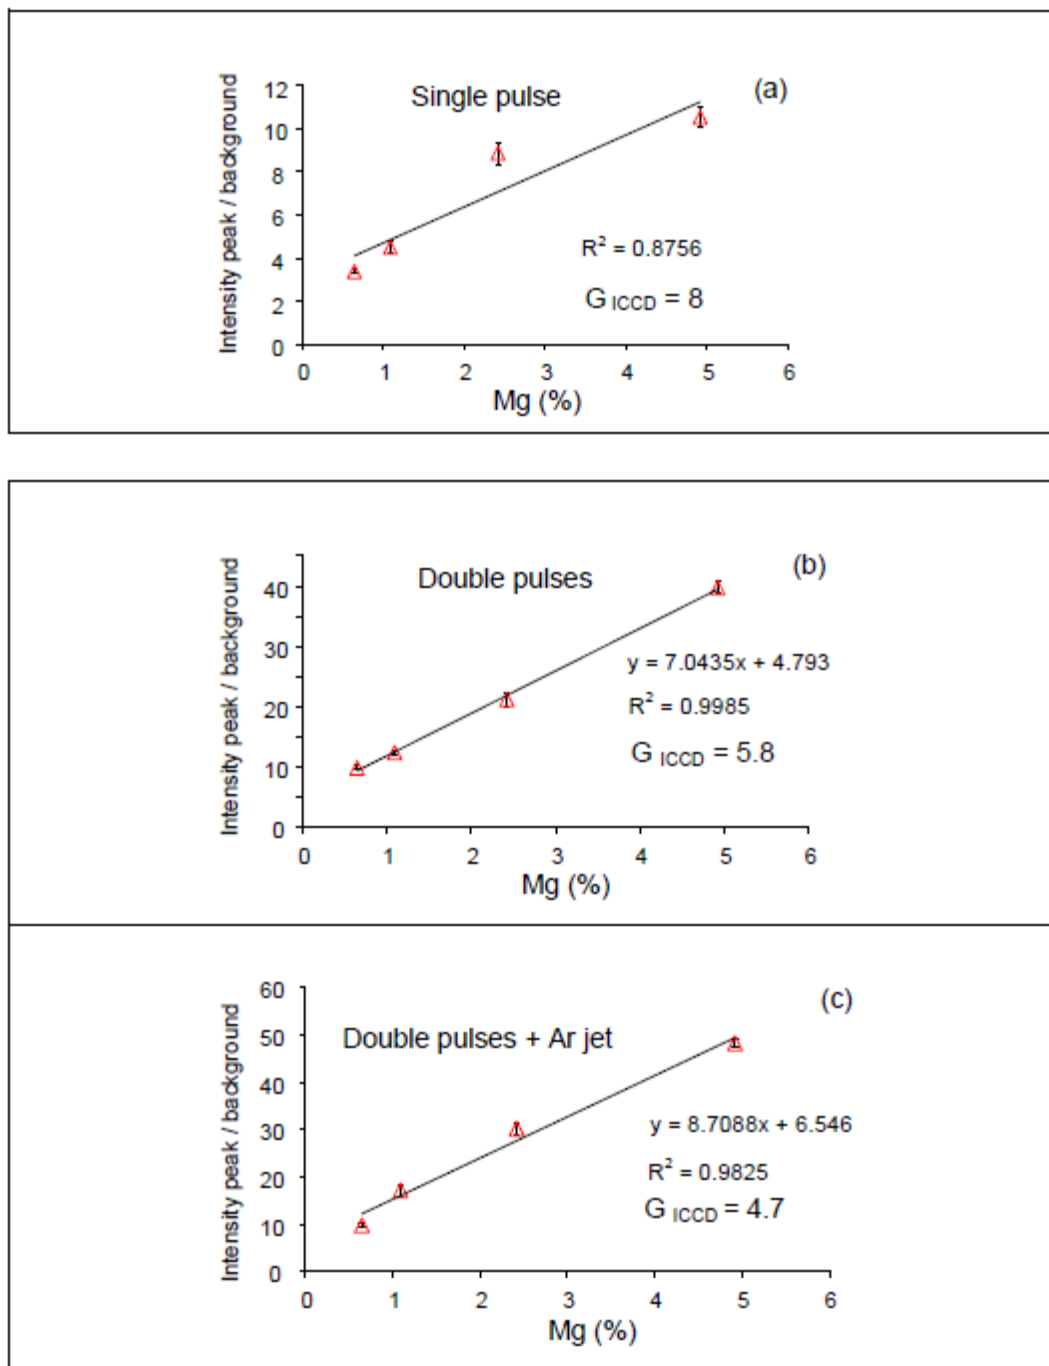 Single pulse
(a)
Intensity peak / background
12
10
8
6
4
2
0
R² = 0.8756
G ICCD = 8
0 1 2 3 4 5 6
Mg (%)
Double pulses
(b)
Intensity peak / background
40
30
20
10
0
y = 7.0435x + 4.793
R² = 0.9985
G ICCD = 5.8
0 1 2 3 4 5 6
Mg (%)
Double pulses + Ar jet
(c)
Intensity peak / background
60
50
40
30
20
10
0
y = 8.7088x + 6.546
R² = 0.9825
G ICCD = 4.7
0 1 2 3 4 5 6
Mg (%)